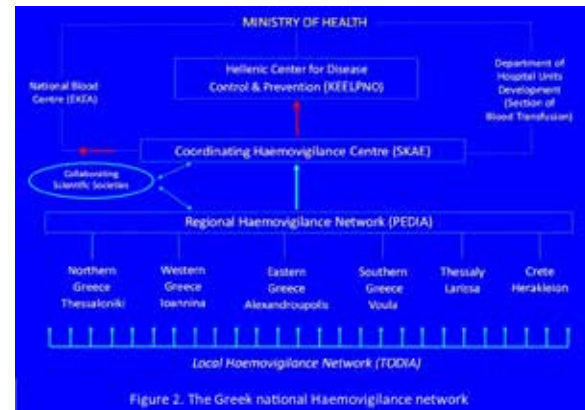 MINISTRY OF HEALTH
Hellenic Center for Disease
Control & Prevention (KEELPNO)
National Blood
Centre (EKEA)
Department of
Hospital Units
Development
(Section of
Blood Transfusion)
Coordinating Haemovigilance Centre (SKAE)
Collaborating
Scientific Societies
Regional Haemovigilance Network (PEDIA)
Northern
Greece
Thessaloniki
Western
Greece
Ioannina
Eastern
Greece
Alexandroupolis
Southern
Greece
Voula
Thessaly
Larissa
Crete
Herakleion
Local Haemovigilance Network (TODIA)
Figure 2. The Greek national Haemovigilance network